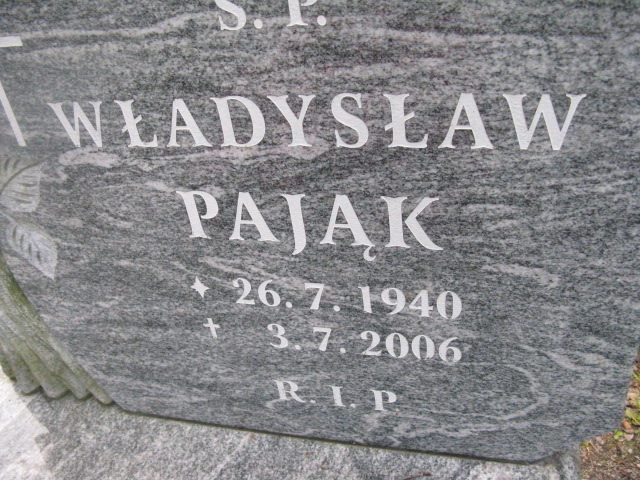 Ś. P.
WŁADYSŁAW
PAJĄK
26. 7. 1940
✝ 3. 7. 2006
R. I. P